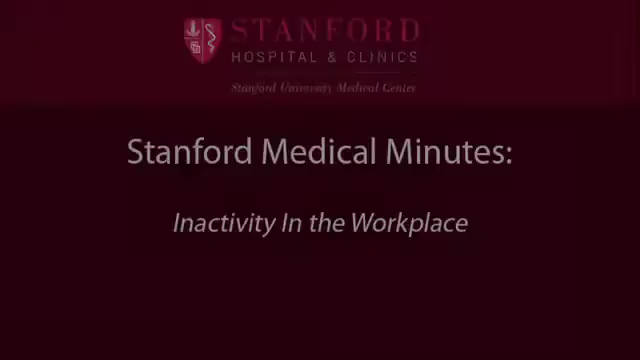 STANFORD
HOSPITAL & CLINICS
Stanford University Medical Center
Stanford Medical Minutes:
Inactivity In the Workplace